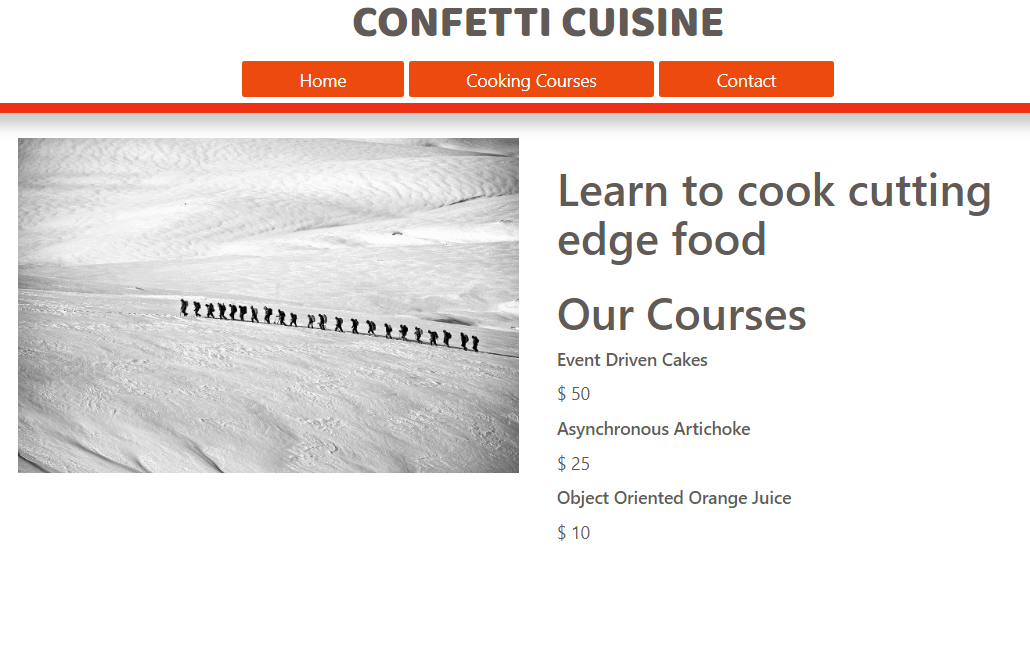 CONFETTI CUISINE
Home
Cooking Courses
Contact
Learn to cook cutting
edge food
Our Courses
Event Driven Cakes
$ 50
Asynchronous Artichoke
$ 25
Object Oriented Orange Juice
$ 10